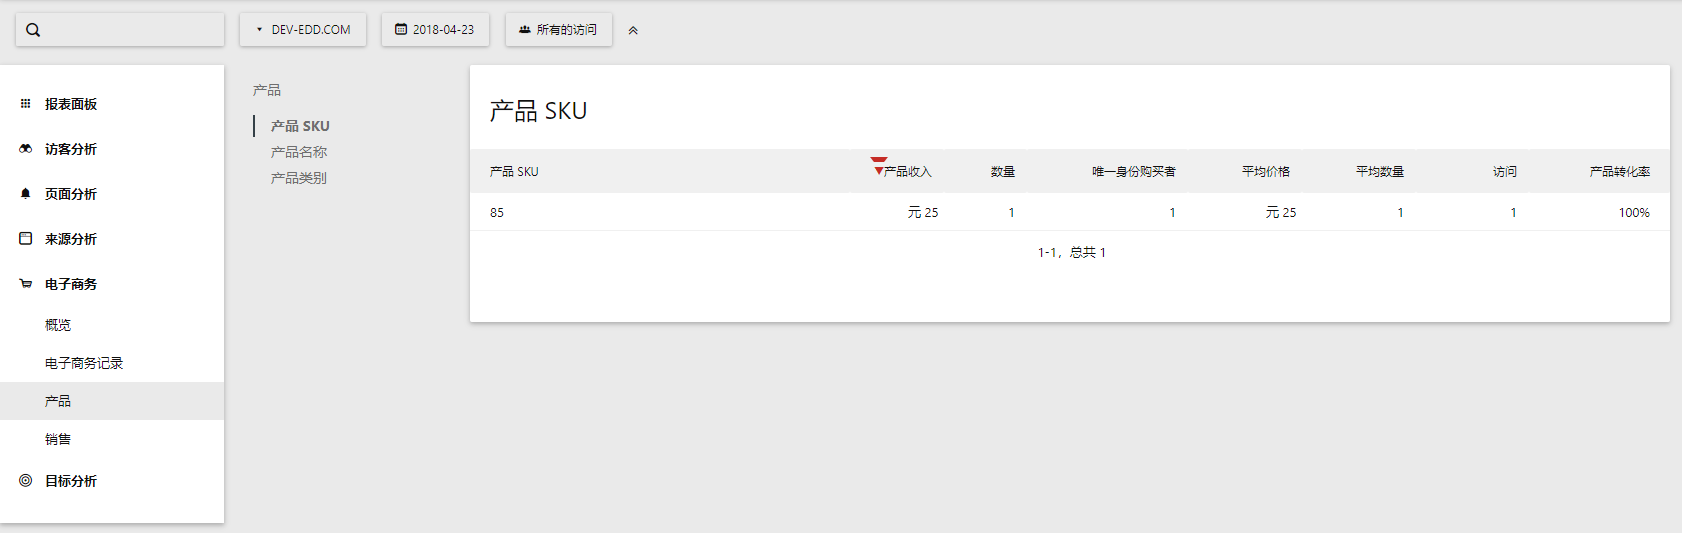 DEV-EDD.COM
2018-04-23
所有的访问
报表面板
访客分析
页面分析
来源分析
电子商务
概览
电子商务记录
产品
销售
目标分析
产品
产品 SKU
产品名称
产品类别
产品 SKU
产品 SKU 产品收入 数量 唯一身份购买者 平均价格 平均数量 访问 产品转化率
85 元 25 1 1 元 25 1 1 100%
1-1，总共 1